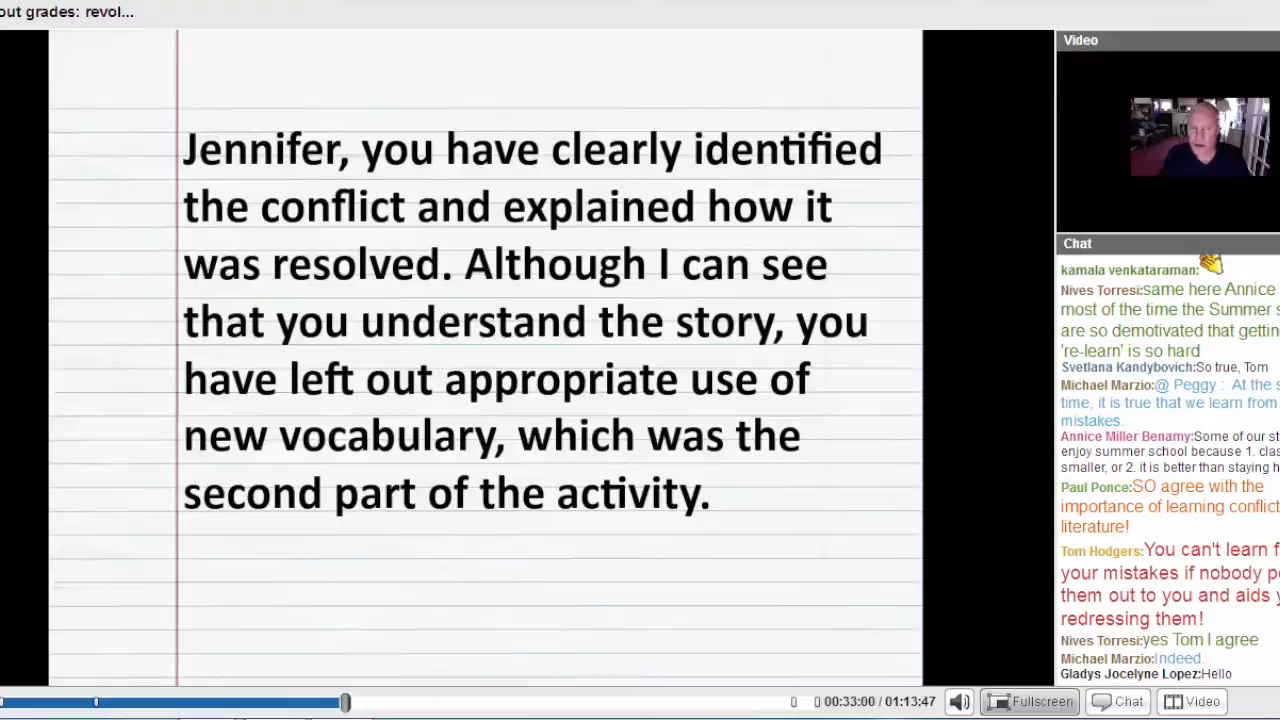 out grades: revol...
Jennifer, you have clearly identified
the conflict and explained how it
was resolved. Although I can see
that you understand the story, you
have left out appropriate use of
new vocabulary, which was the
second part of the activity.
Video
Chat
kamala venkataraman:
Nives Torresi:same here Annice
most of the time the Summer s
are so demotivated that gettin
're-learn' is so hard
Svetlana Kandybovich:So true, Tom
Michael Marzio:@ Peggy : At the s
time, it is true that we learn from
mistakes.
Annice Miller Benamy:Some of our st
enjoy summer school because 1. clas
smaller, or 2. it is better than staying h
Paul Ponce:SO agree with the
importance of learning conflict
literature!
Tom Hodgers:You can't learn f
your mistakes if nobody po
them out to you and aids y
redressing them!
Nives Torresi:yes Tom I agree
Michael Marzio:Indeed.
Gladys Jocelyne Lopez:Hello
00:33:00 / 01:13:47 Fullscreen Chat Video